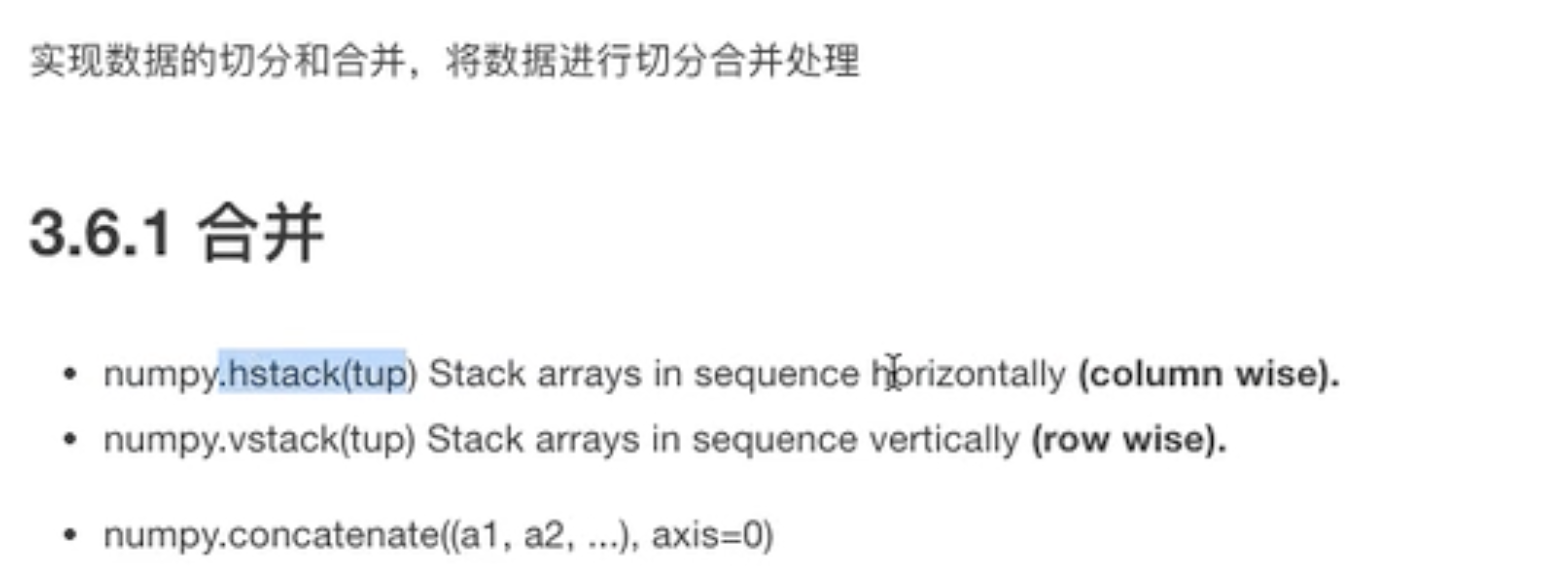 实现数据的切分和合并，将数据进行切分合并处理
3.6.1 合并
• numpy.hstack(tup) Stack arrays in sequence horizontally (column wise).
• numpy.vstack(tup) Stack arrays in sequence vertically (row wise).
• numpy.concatenate((a1, a2, ...), axis=0)